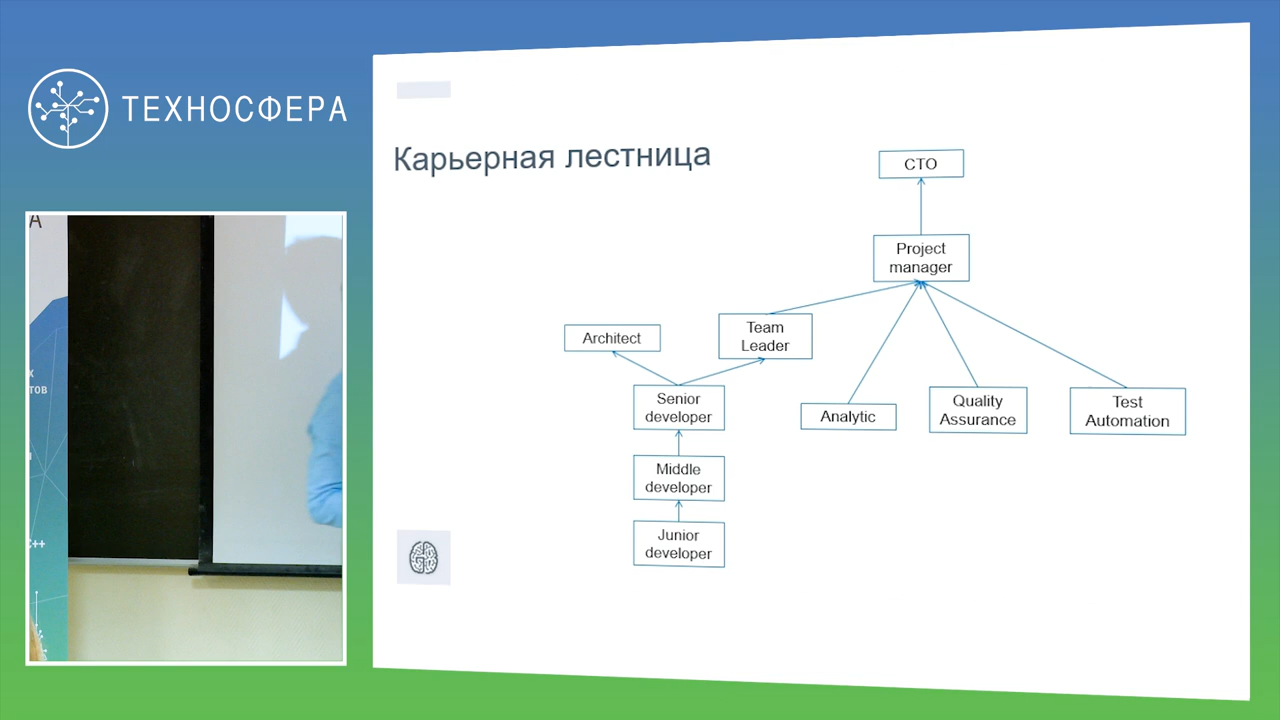 ТЕХНОСФЕРА
Карьерная лестница
CTO
Project
manager
Team
Leader
Architect
Senior
developer
Analytic
Quality
Assurance
Test
Automation
Middle
developer
Junior
developer
А
х
тов
C++